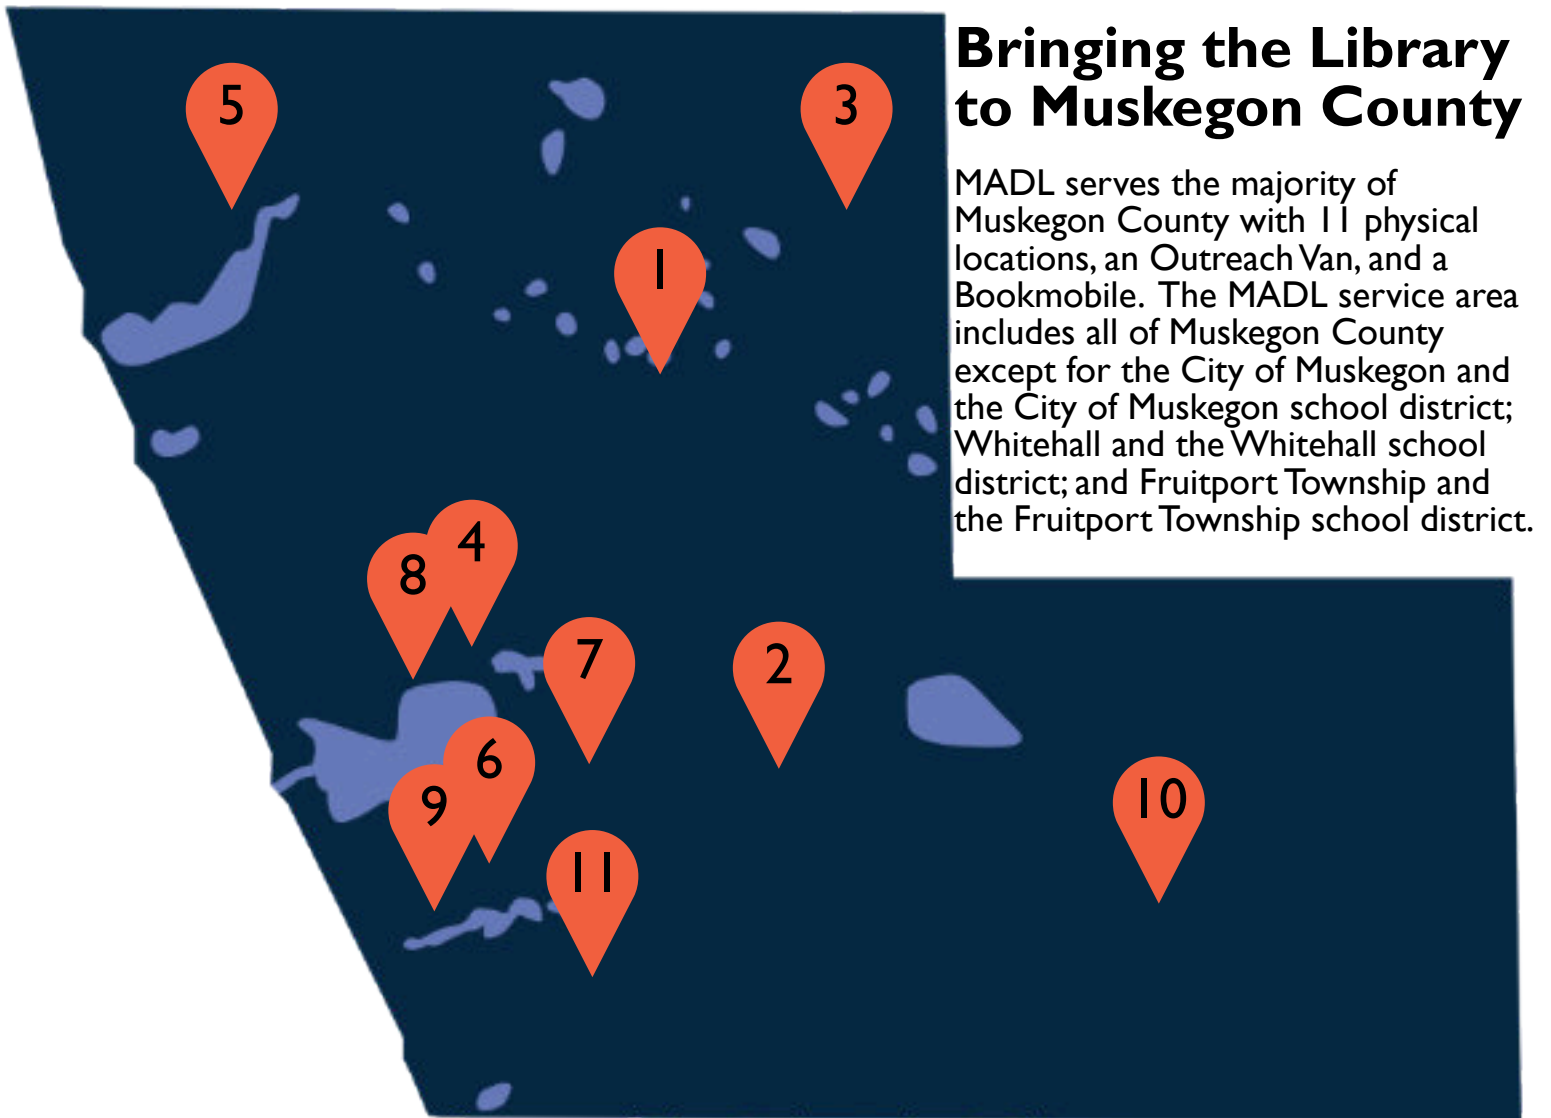 Bringing the Library
to Muskegon County
MADL serves the majority of
Muskegon County with 11 physical
locations, an Outreach Van, and a
Bookmobile. The MADL service area
includes all of Muskegon County
except for the City of Muskegon and
the City of Muskegon school district;
Whitehall and the Whitehall school
district; and Fruitport Township and
the Fruitport Township school district.
5
3
1
4
8
7
2
6
9
10
11